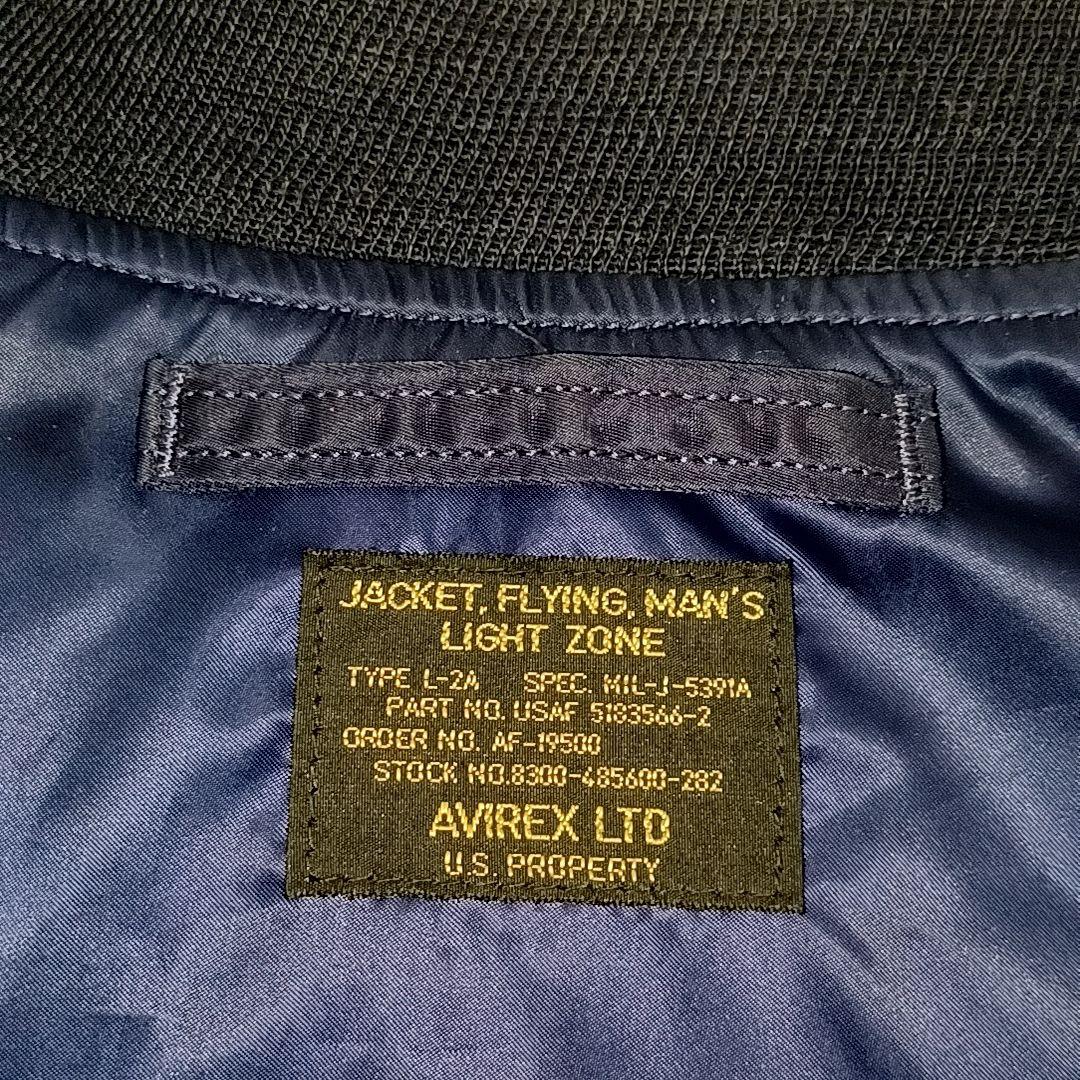 JACKET, FLYING, MAN'S
LIGHT ZONE
TYPE L-2A SPEC. MIL-J-5391A
PART NO. USAF 5183566-2
ORDER NO. AF-19500
STOCK NO.8300-485600-282
AVIREX LTD
U.S. PROPERTY